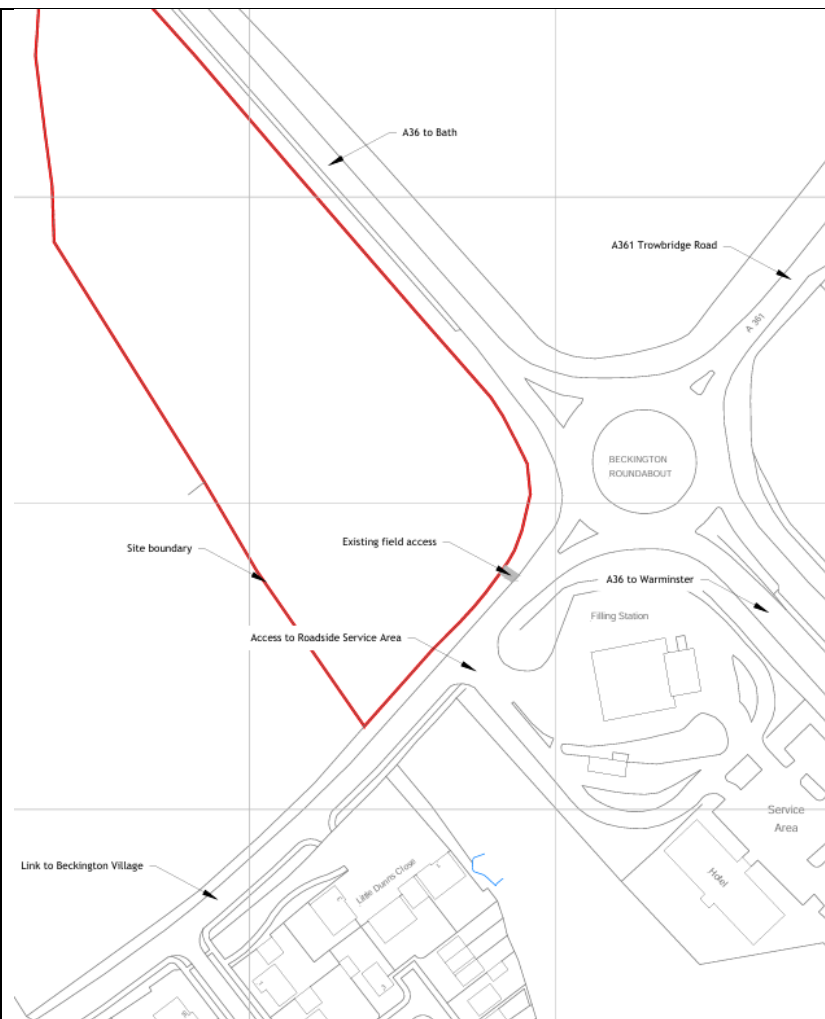 A36 to Bath
A361 Trowbridge Road
A 361
BECKINGTON
ROUNDABOUT
Existing field access
Site boundary
A36 to Warminster
Filling Station
Access to Roadside Service Area
Service
Area
Link to Beckington Village
Little Dunns Close
Hotel